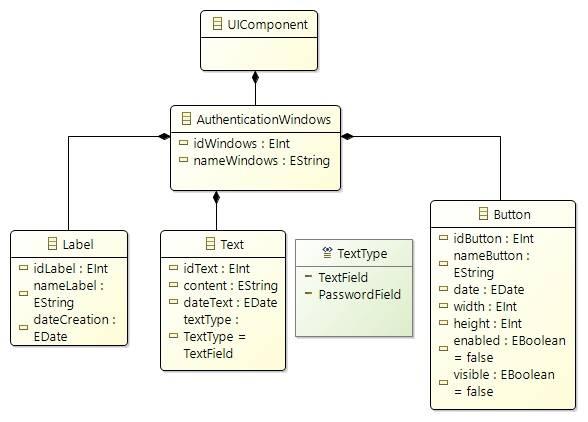 UIComponent
AuthenticationWindows
idWindows : EInt
nameWindows : EString
Label
idLabel : EInt
nameLabel :
EString
dateCreation :
EDate
Text
idText : EInt
content : EString
dateText : EDate
textType :
TextType =
TextField
TextType
TextField
PasswordField
Button
idButton : EInt
nameButton :
EString
date : EDate
width : EInt
height : EInt
enabled : EBoolean
= false
visible : EBoolean
= false